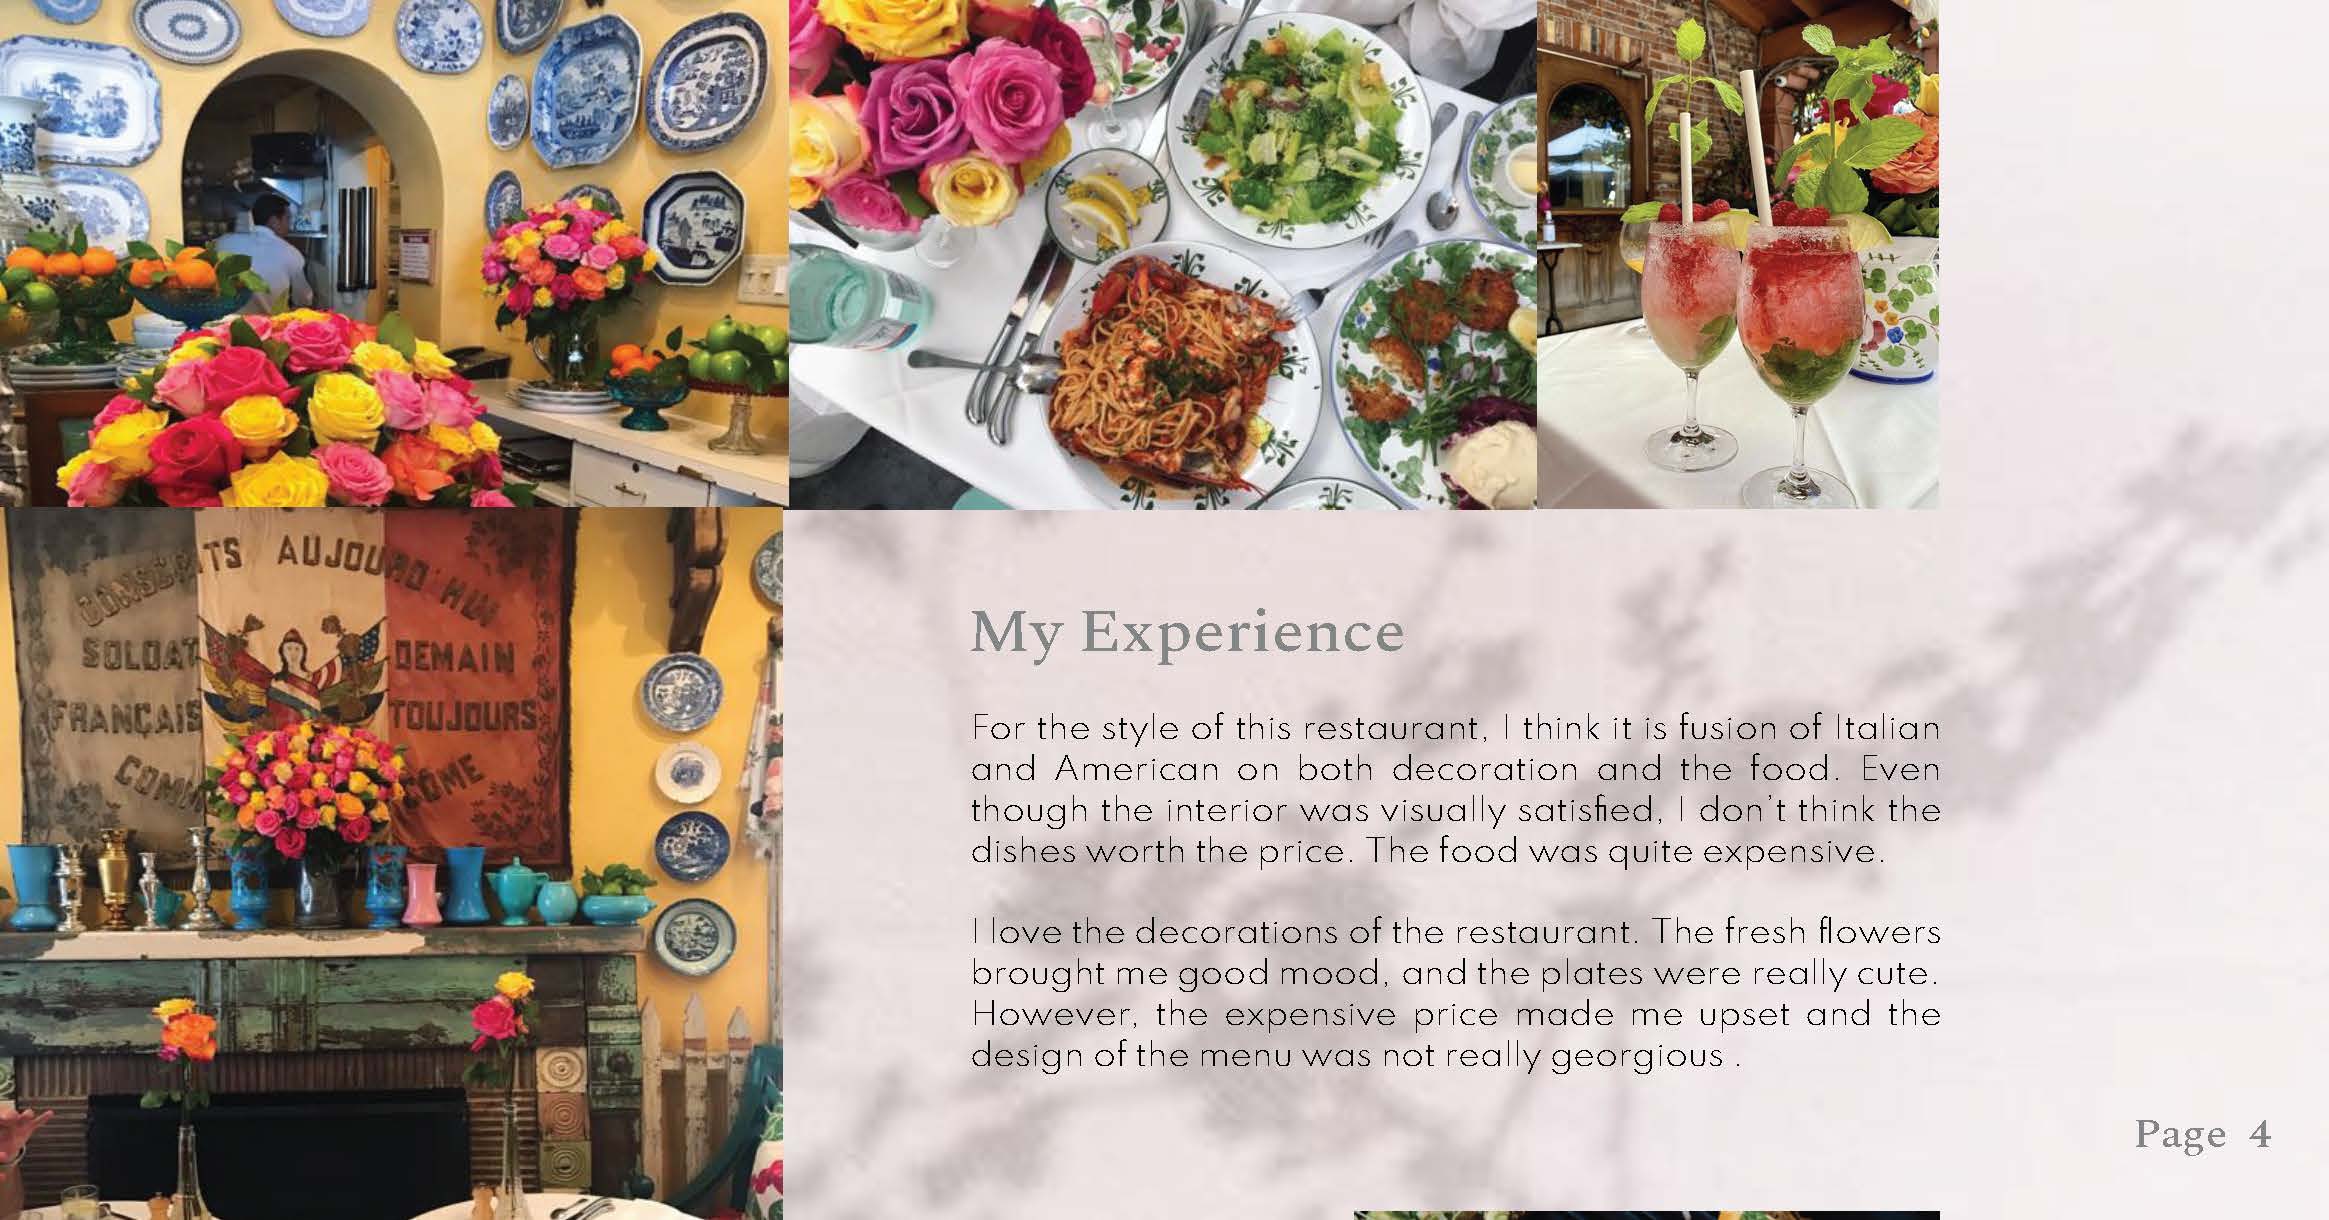 CONSCRITS AUJOURD'HUI
SOLDAT DEMAIN
FRANÇAIS TOUJOURS
My Experience
For the style of this restaurant, I think it is fusion of Italian
and American on both decoration and the food. Even
though the interior was visually satisfied, I don't think the
dishes worth the price. The food was quite expensive.
I love the decorations of the restaurant. The fresh flowers
brought me good mood, and the plates were really cute.
However, the expensive price made me upset and the
design of the menu was not really georgious .
Page 4